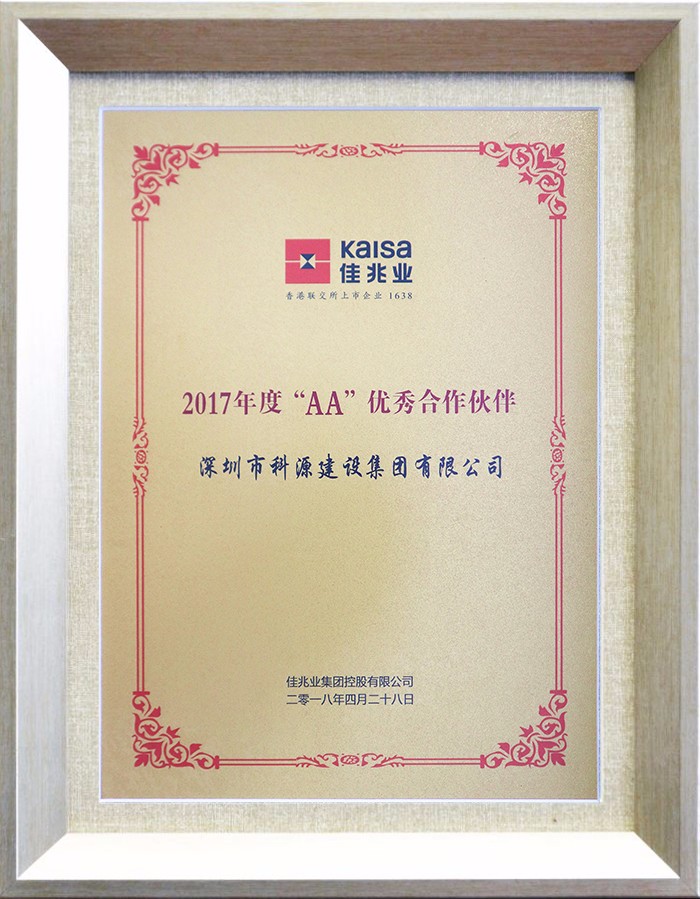 Kaisa
佳兆业
香港联交所上市企业 1638
2017年度“AA”优秀合作伙伴
深圳市科源建设集团有限公司
佳兆业集团控股有限公司
二零一八年四月二十八日